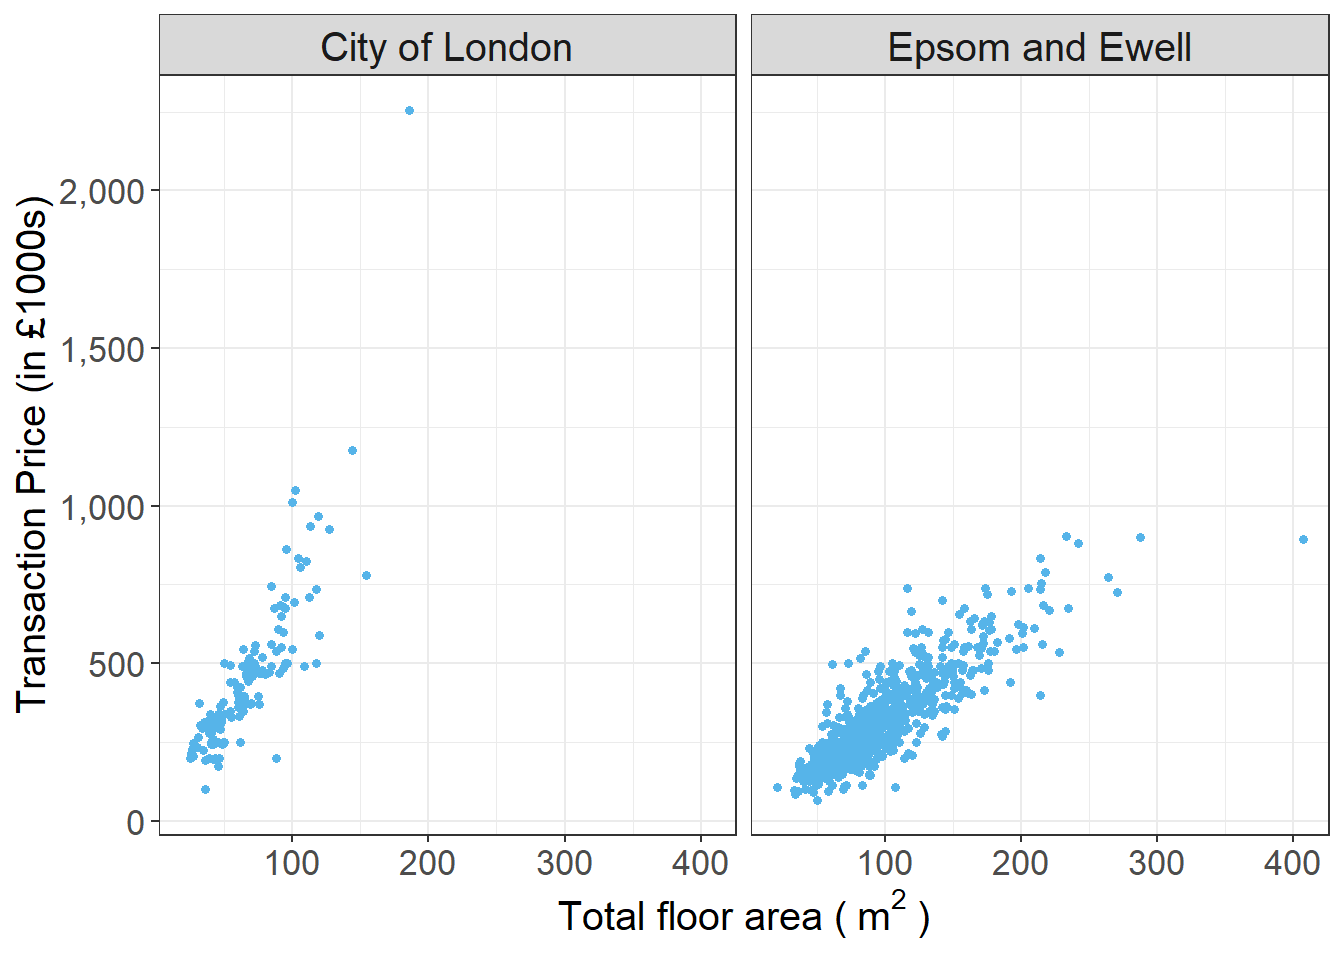 City of London
Epsom and Ewell
Transaction Price (in £1000s)
2,000
1,500
1,000
500
0
100 200 300 400
100 200 300 400
Total floor area ( m² )